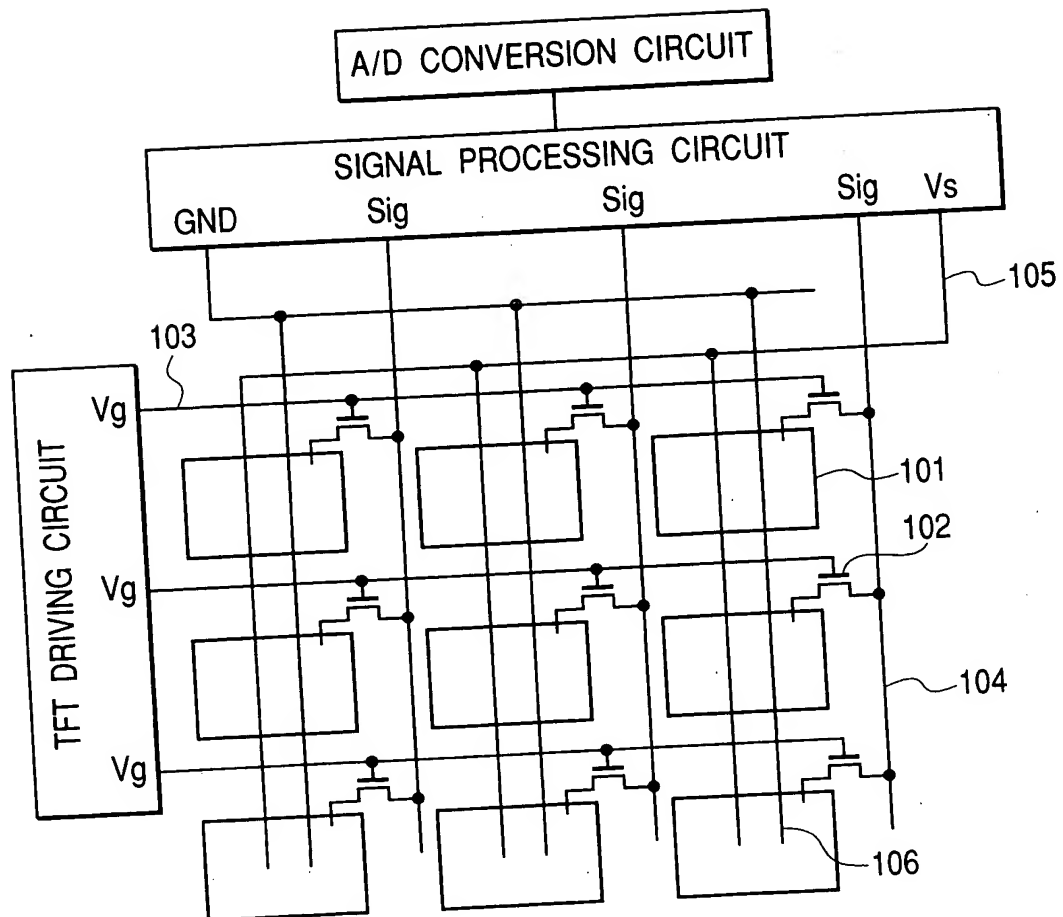 A/D CONVERSION CIRCUIT
SIGNAL PROCESSING CIRCUIT
GND Sig Sig Sig Vs
105
103
TFT DRIVING CIRCUIT
Vg
101
102
Vg
104
Vg
106